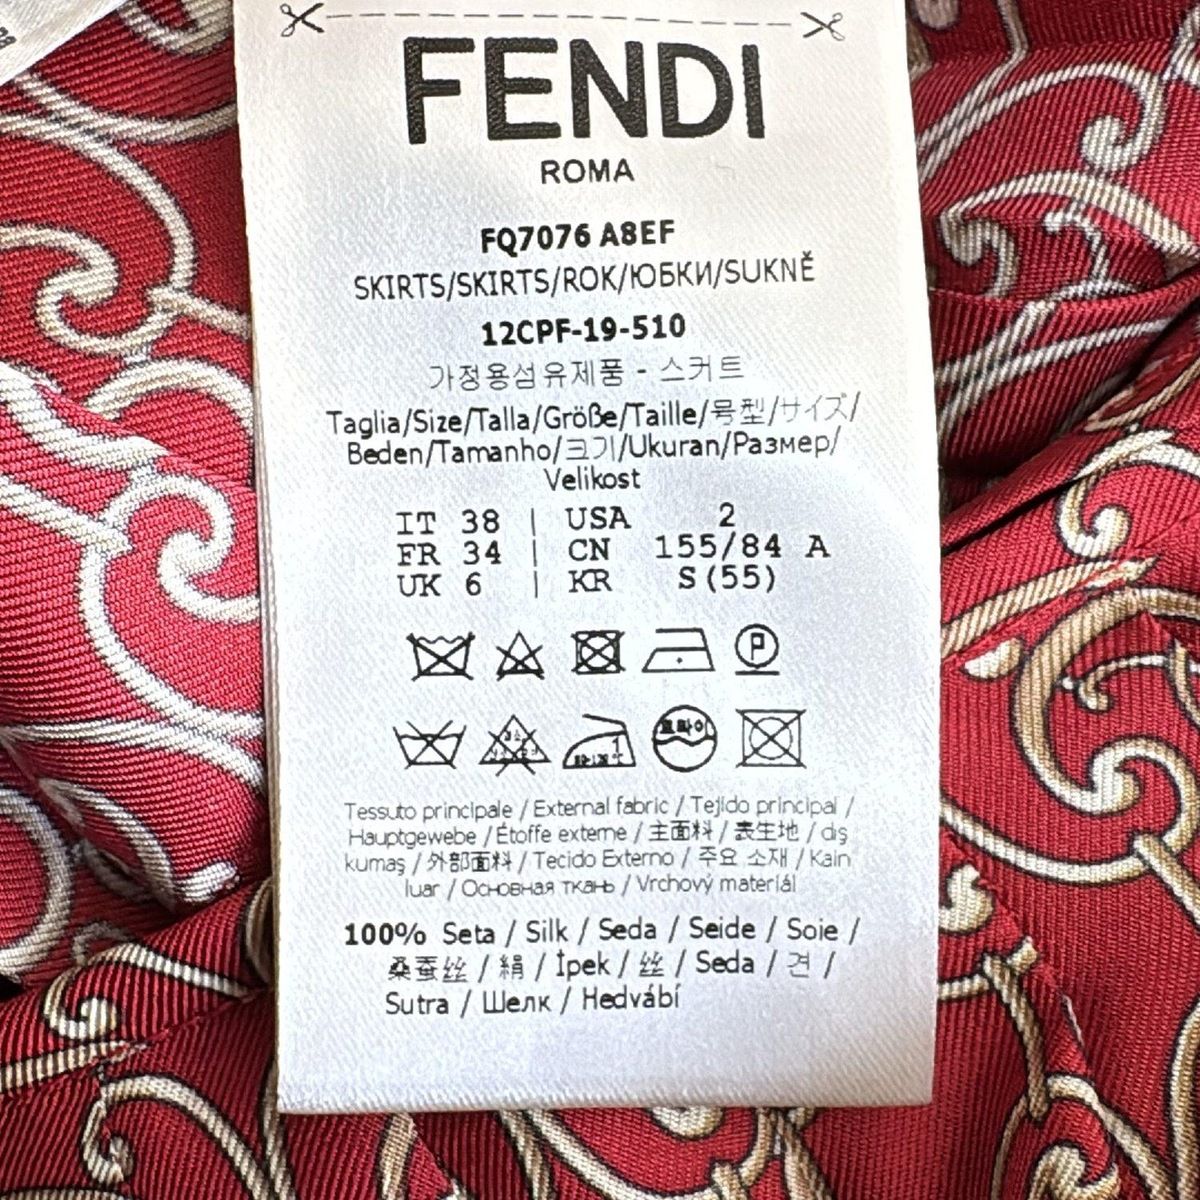 FENDI
ROMA
FQ7076 A8EF
SKIRTS/SKIRTS/ROK/ЮБКИ/SUKNĚ
12CPF-19-510
가정용섬유제품 - 스커트
Taglia/Size/Talla/Größe/Taille/号型/サイズ/
Beden/Tamanho/크기/Ukuran/Размер/
Velikost
IT 38 | USA 2
FR 34 | CN 155/84 A
UK 6 | KR S(55)
P
드라이
Tessuto principale / External fabric / Tejido principal /
Hauptgewebe / Étoffe externe / 主面料 / 表生地 / dış
kumaş / 外部面料 / Tecido Externo / 주요 소재 / Kain
luar / Основная ткань / Vrchový materiál
100% Seta / Silk / Seda / Seide / Soie /
桑蚕丝 / 絹 / İpek / 丝 / Seda / 견 /
Sutra / Шелк / Hedvábí